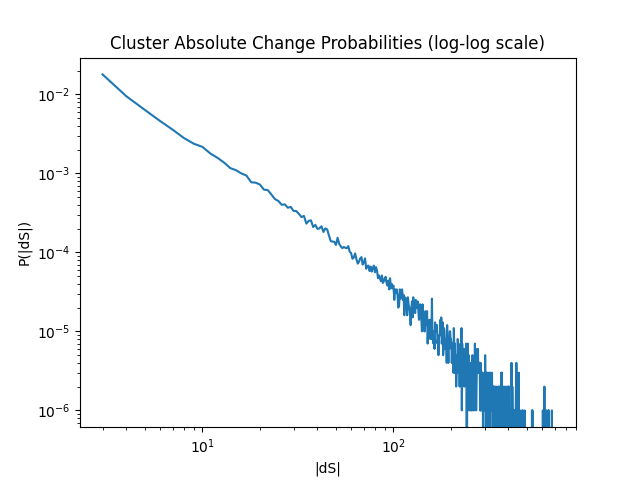 Cluster Absolute Change Probabilities (log-log scale)
P(|dS|)
10⁻²
10⁻³
10⁻⁴
10⁻⁵
10⁻⁶
10¹
10²
|dS|